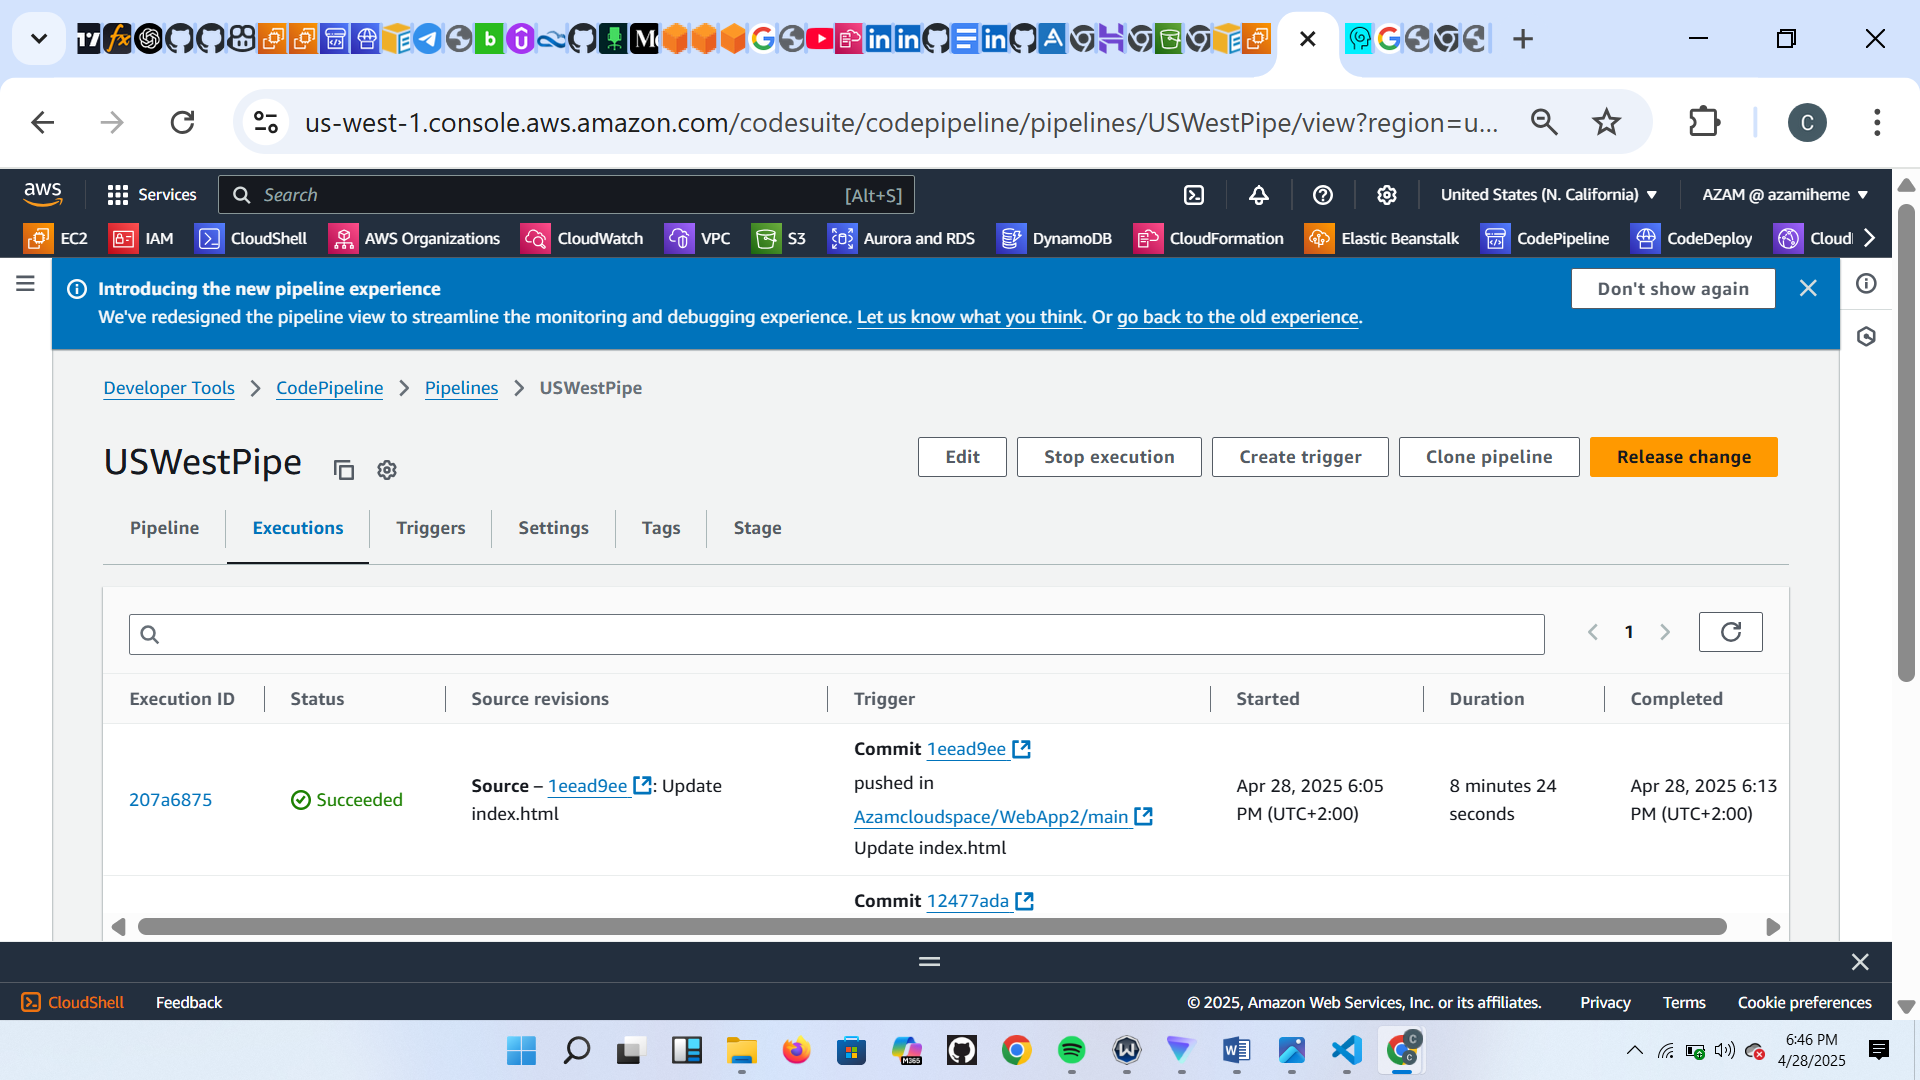 us-west-1.console.aws.amazon.com/codesuite/codepipeline/pipelines/USWestPipe/view?region=u...
C
aws
Services
Search
[Alt+S]
United States (N. California)
AZAM @ azamiheme
EC2
IAM
CloudShell
AWS Organizations
CloudWatch
VPC
S3
Aurora and RDS
DynamoDB
CloudFormation
Elastic Beanstalk
CodePipeline
CodeDeploy
Introducing the new pipeline experience
Don't show again
We've redesigned the pipeline view to streamline the monitoring and debugging experience. Let us know what you think. Or go back to the old experience.
Developer Tools
CodePipeline
Pipelines
USWestPipe
USWestPipe
Edit
Stop execution
Create trigger
Clone pipeline
Release change
Pipeline
Executions
Triggers
Settings
Tags
Stage
1
Execution ID
Status
Source revisions
Trigger
Started
Duration
Completed
207a6875
Succeeded
Source – 1eead9ee: Update
index.html
Commit 1eead9ee
pushed in
Azamcloudspace/WebApp2/main
Update index.html
Apr 28, 2025 6:05
PM (UTC+2:00)
8 minutes 24
seconds
Apr 28, 2025 6:13
PM (UTC+2:00)
Commit 12477ada
CloudShell
Feedback
© 2025, Amazon Web Services, Inc. or its affiliates.
Privacy
Terms
Cookie preferences
6:46 PM
4/28/2025